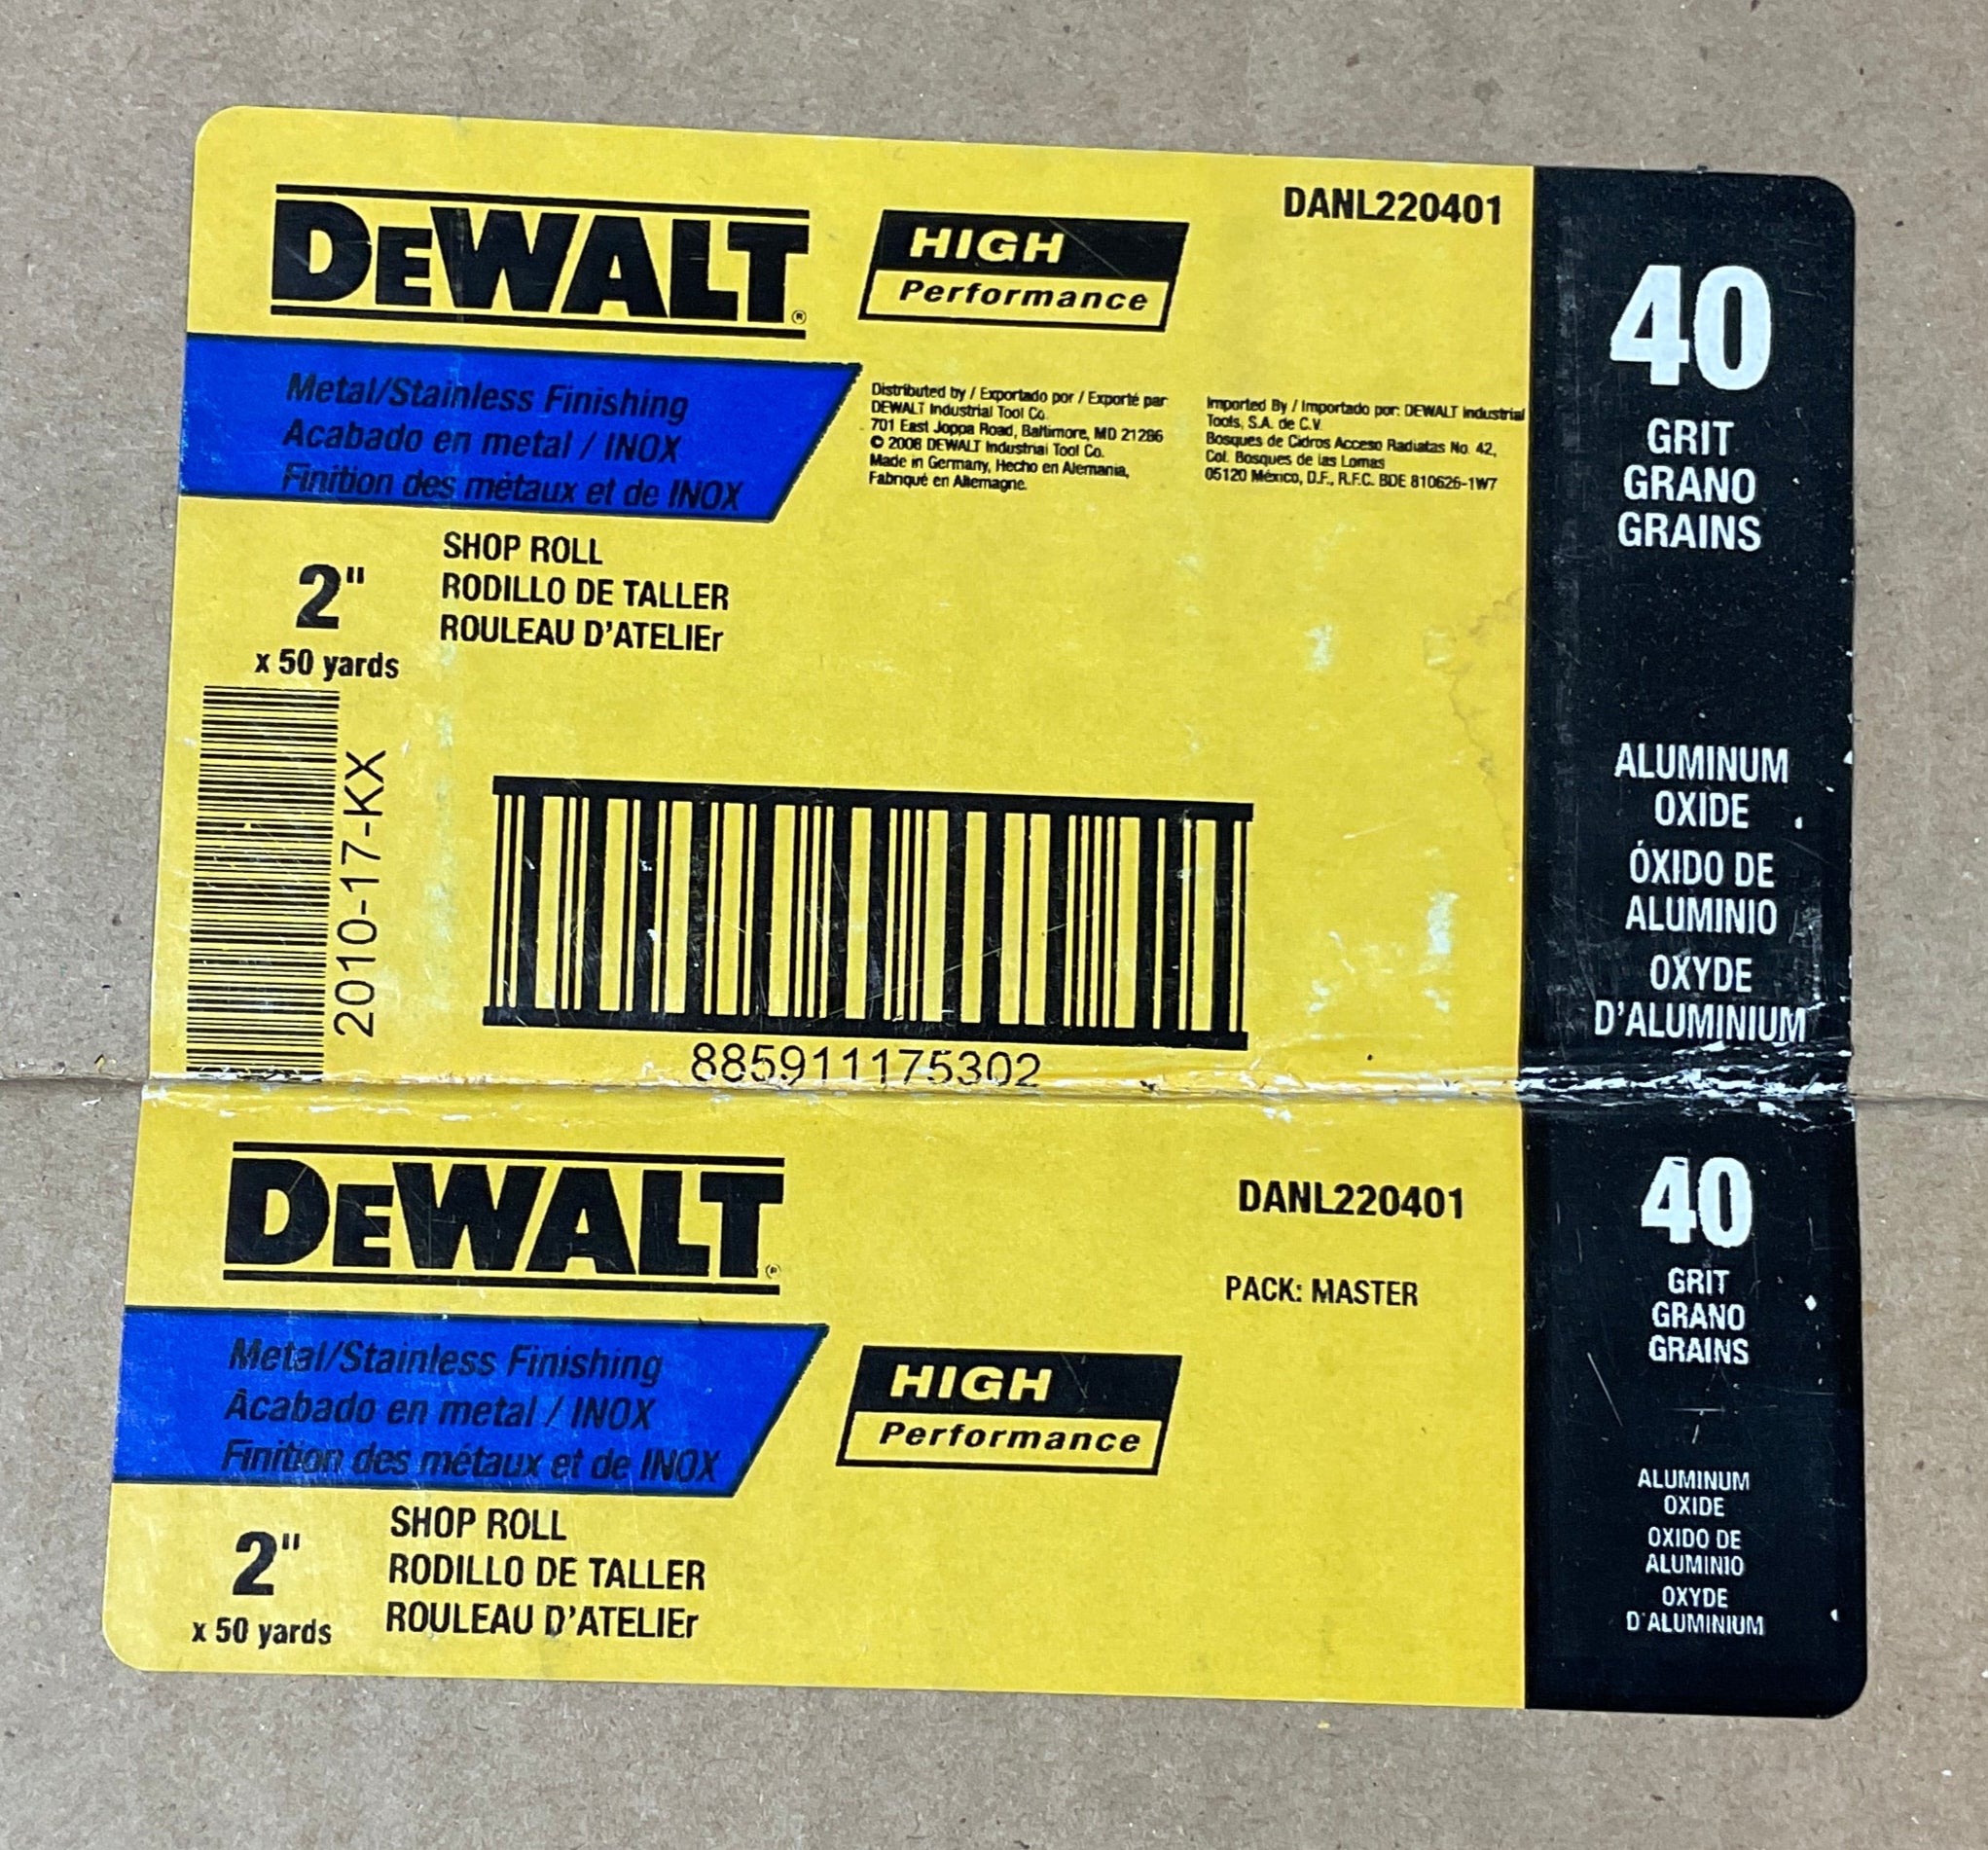 DEWALT®
HIGH
Performance
DANL220401
Metal/Stainless Finishing
Acabado en metal / INOX
Finition des métaux et de INOX
Distributed by / Exportado por / Exporté par
DEWALT Industrial Tool Co.
701 East Joppa Road, Baltimore, MD 21286
© 2008 DEWALT Industrial Tool Co.
Made in Germany, Hecho en Alemania,
Fabriqué en Allemagne.
Imported By / Importado por: DEWALT Industrial
Tools, S.A. de C.V.
Bosques de Cidros Acceso Radiatas No. 42,
Col. Bosques de las Lomas
05120 México, D.F., R.F.C. BDE 810626-1W7
2"
x 50 yards
SHOP ROLL
RODILLO DE TALLER
ROULEAU D'ATELIEr
2010-17-KX
885911175302
40
GRIT
GRANO
GRAINS
ALUMINUM
OXIDE
ÓXIDO DE
ALUMINIO
OXYDE
D'ALUMINIUM
DEWALT®
DANL220401
PACK: MASTER
Metal/Stainless Finishing
Acabado en metal / INOX
Finition des métaux et de INOX
HIGH
Performance
2"
x 50 yards
SHOP ROLL
RODILLO DE TALLER
ROULEAU D'ATELIEr
40
GRIT
GRANO
GRAINS
ALUMINUM
OXIDE
OXIDO DE
ALUMINIO
OXYDE
D'ALUMINIUM